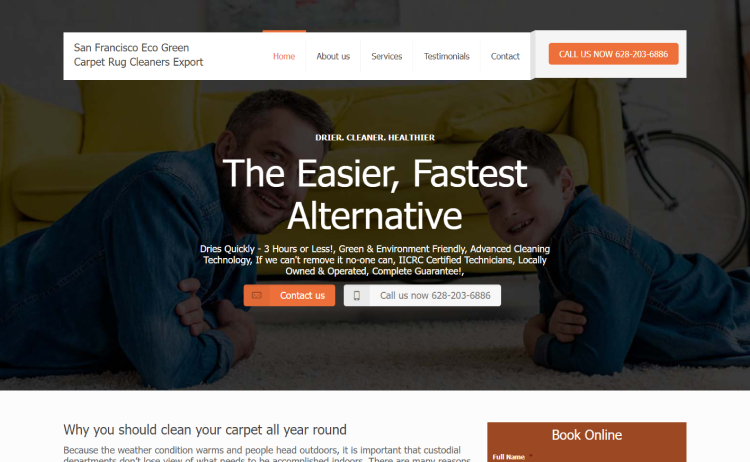 San Francisco Eco Green
Carpet Rug Cleaners Export
Home
About us
Services
Testimonials
Contact
CALL US NOW 628-203-6886
DRIER. CLEANER. HEALTHIER
The Easier, Fastest
Alternative
Dries Quickly - 3 Hours or Less!, Green & Environment Friendly, Advanced Cleaning
Technology, If we can't remove it no-one can, IICRC Certified Technicians, Locally
Owned & Operated, Complete Guarantee!,
Contact us
Call us now 628-203-6886
Why you should clean your carpet all year round
Because the weather condition warms and people head outdoors, it is important that custodial
departments don't lose view of what needs to be accomplished indoors. There are many reasons
Book Online
Full Name *